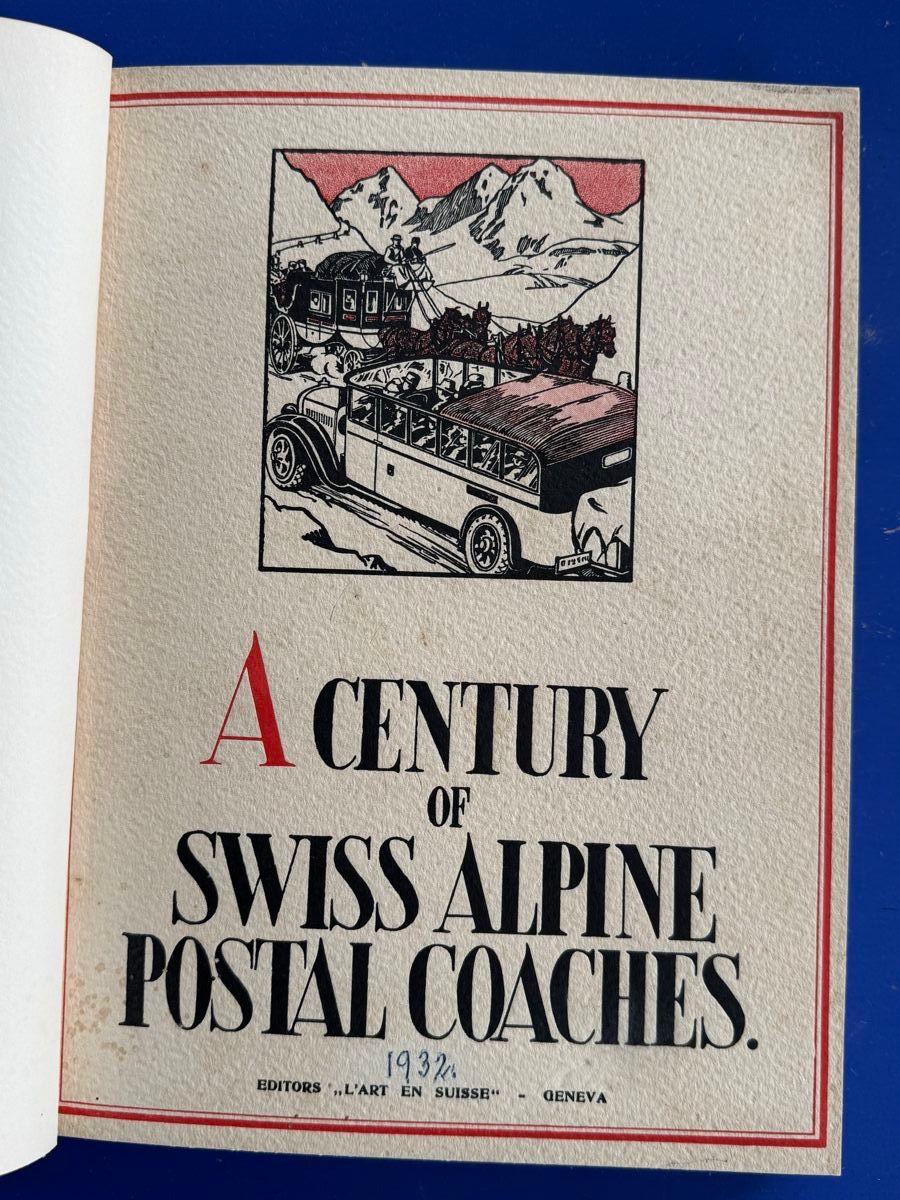 A CENTURY
OF
SWISS ALPINE
POSTAL COACHES.
1932.
EDITORS „L'ART EN SUISSE“ - GENEVA